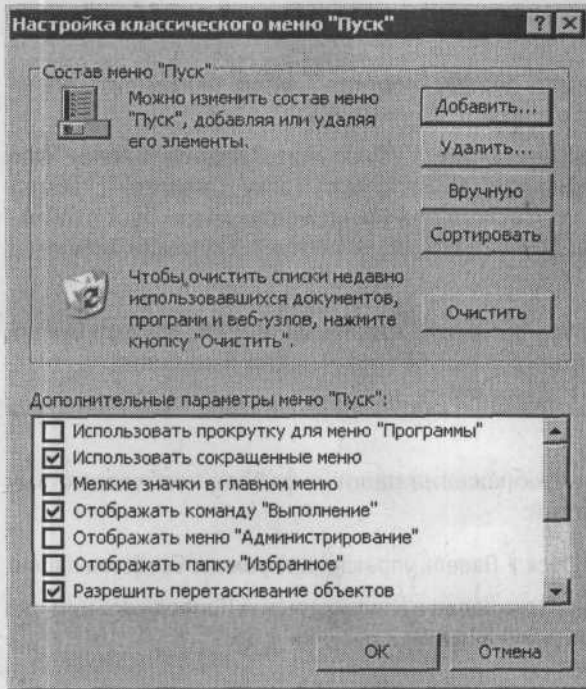 Настройка классического меню "Пуск"
Состав меню "Пуск"
Можно изменить состав меню
"Пуск", добавляя или удаляя
его элементы.
Добавить...
Удалить...
Вручную
Сортировать
Чтобы очистить списки недавно
использовавшихся документов,
программ и веб-узлов, нажмите
кнопку "Очистить".
Очистить
Дополнительные параметры меню "Пуск":
Использовать прокрутку для меню "Программы"
Использовать сокращенные меню
Мелкие значки в главном меню
Отображать команду "Выполнение"
Отображать меню "Администрирование"
Отображать папку "Избранное"
Разрешить перетаскивание объектов
ОК
Отмена